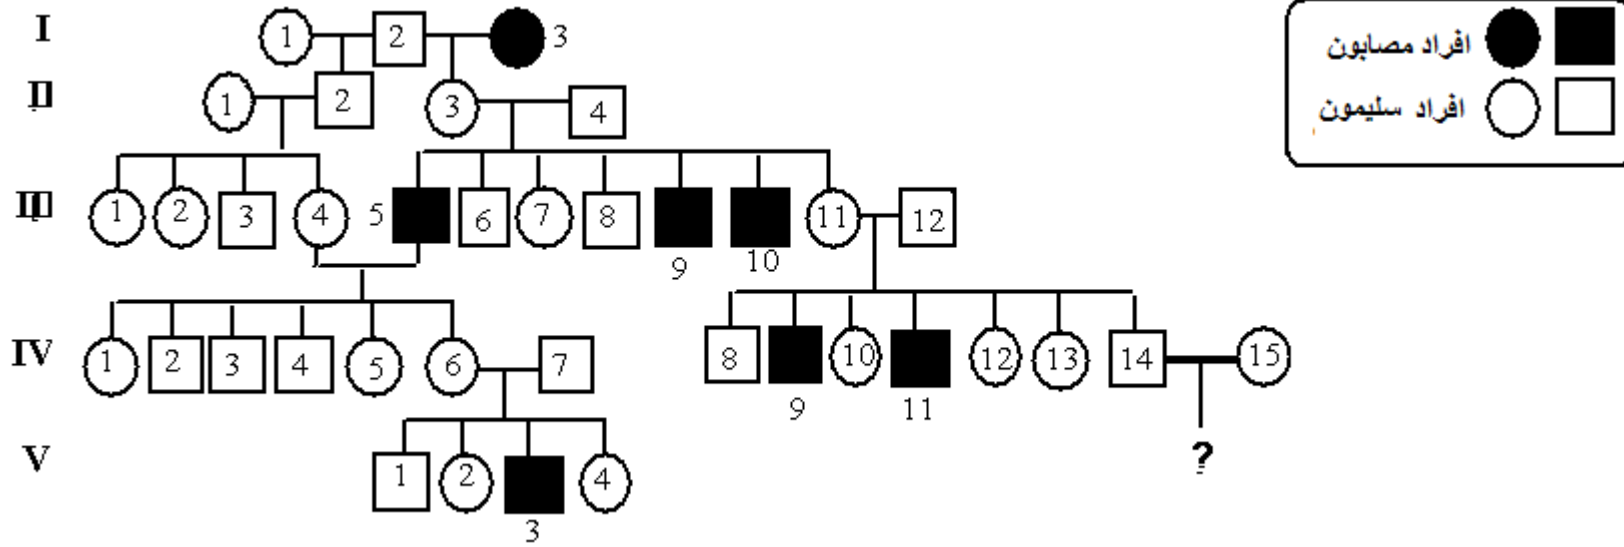 I 1 2 3
افراد مصابون
II 1 2 3 4
افراد سليمون
III 1 2 3 4 5 6 7 8 11 12
9 10
IV 1 2 3 4 5 6 7 8 10 12 13 14 15
9 11
V 1 2 4 ?
3